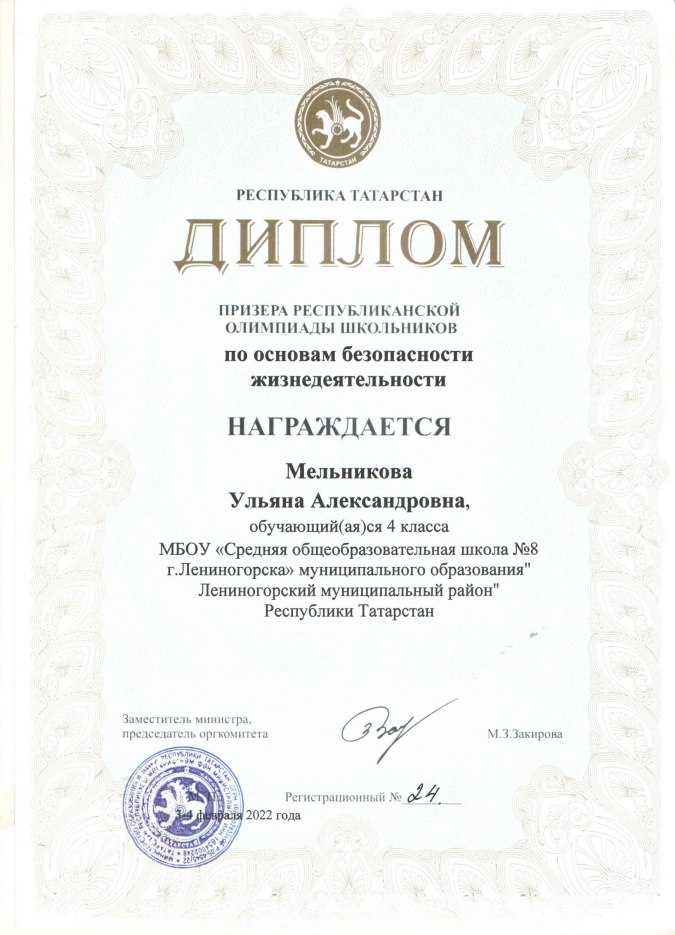 ТАТАРСТАН
РЕСПУБЛИКА ТАТАРСТАН
ДИПЛОМ
ПРИЗЕРА РЕСПУБЛИКАНСКОЙ
ОЛИМПИАДЫ ШКОЛЬНИКОВ
по основам безопасности
жизнедеятельности
НАГРАЖДАЕТСЯ
Мельникова
Ульяна Александровна,
обучающий(ая)ся 4 класса
МБОУ «Средняя общеобразовательная школа №8
г.Лениногорска» муниципального образования"
Лениногорский муниципальный район"
Республики Татарстан
Заместитель министра,
председатель оргкомитета
М.З.Закирова
Регистрационный № 24.
3-4 февраля 2022 года